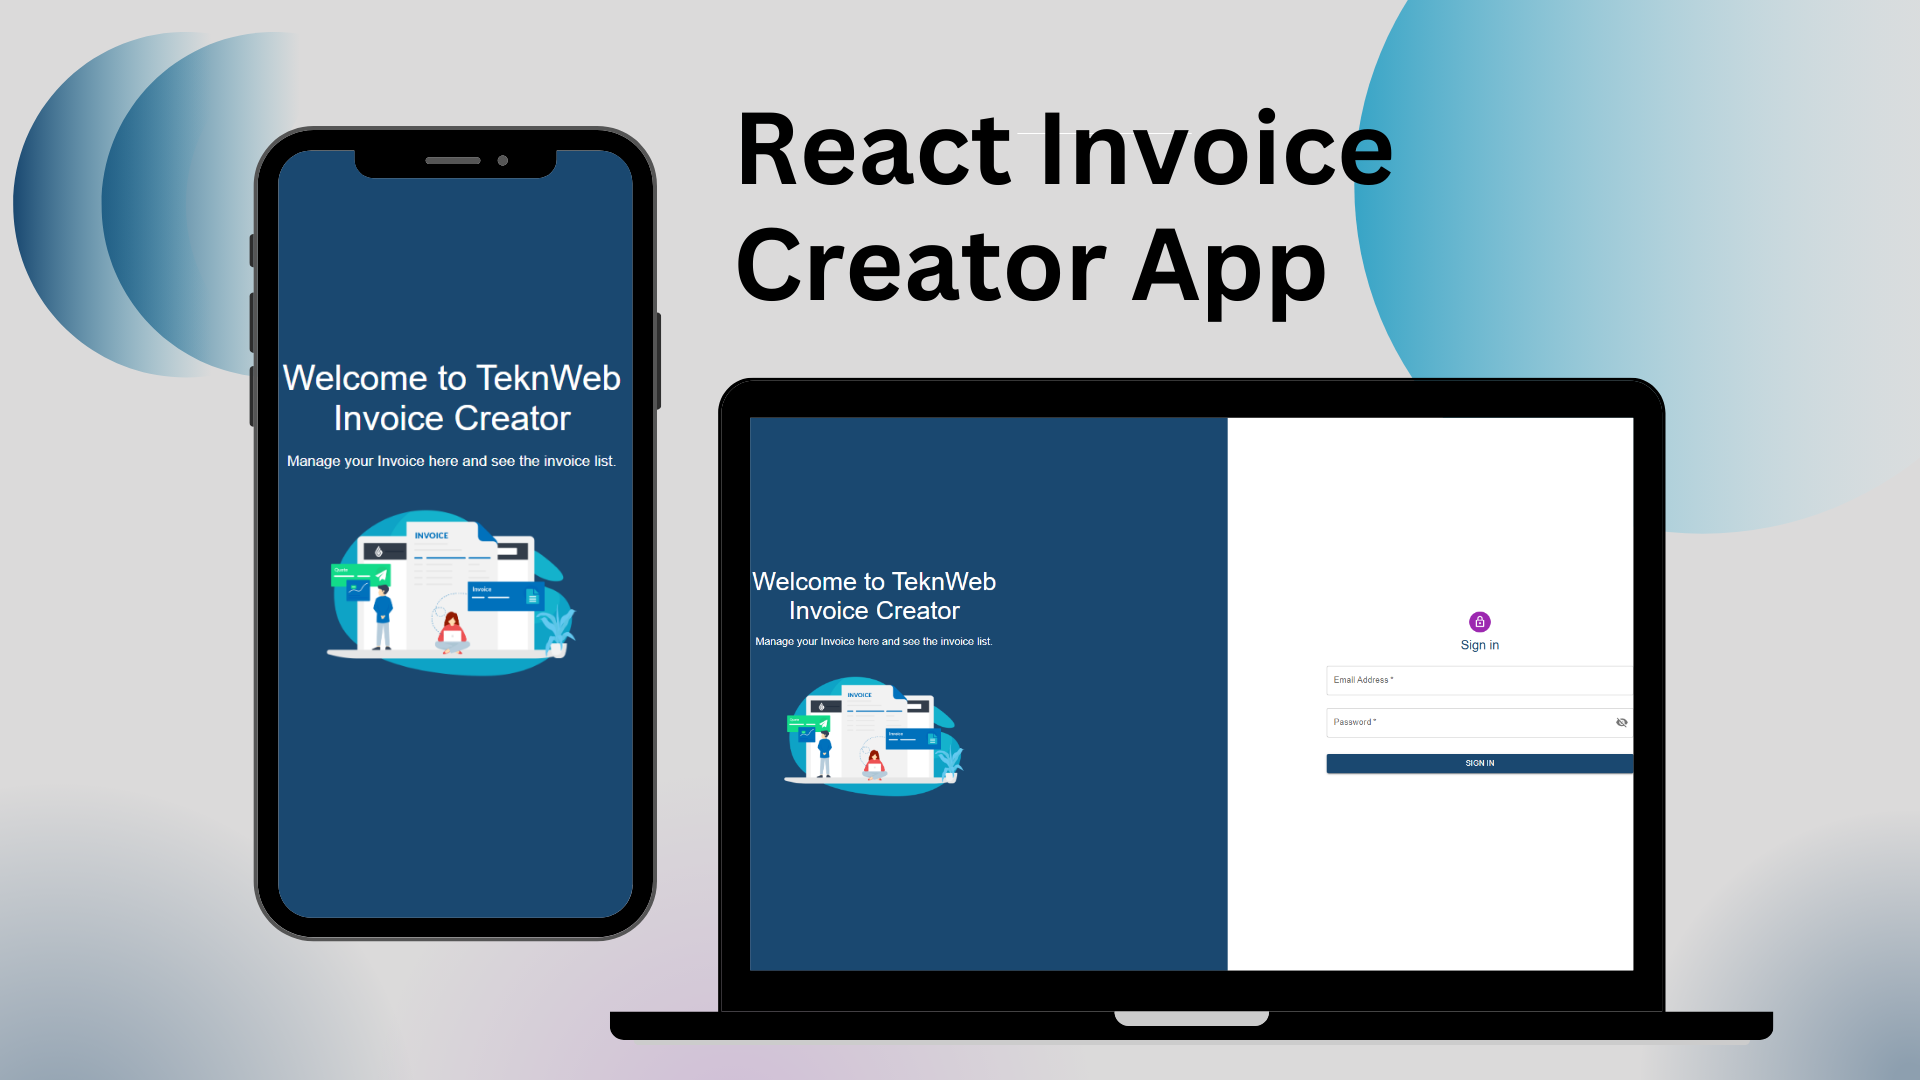 React Invoice
Creator App
Welcome to TeknWeb
Invoice Creator
Manage your Invoice here and see the invoice list.
INVOICE
Quote
Invoice
Welcome to TeknWeb
Invoice Creator
Manage your Invoice here and see the invoice list.
INVOICE
Quote
Invoice
Sign in
Email Address *
Password *
SIGN IN